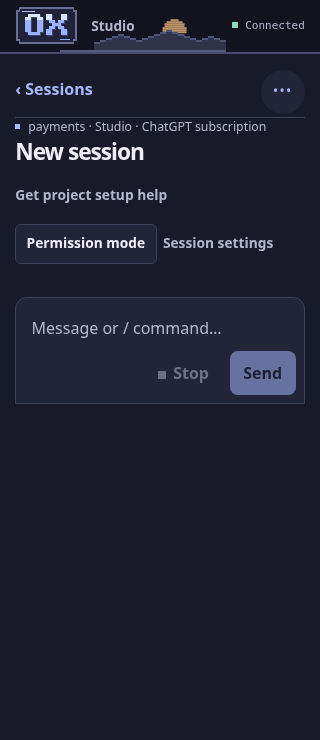 OX Studio Connected
‹ Sessions
payments · Studio · ChatGPT subscription
New session
Get project setup help
Permission mode Session settings
Message or / command...
Stop Send